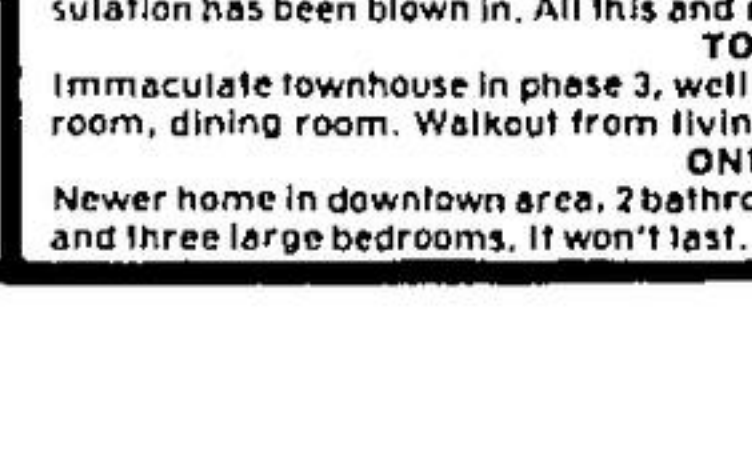 sulation has been blown in. All this and
TO
Immaculate townhouse in phase 3, well
room, dining room. Walkout from livin
ON
Newer home in downtown area, 2 bathro
and three large bedrooms. It won't last.